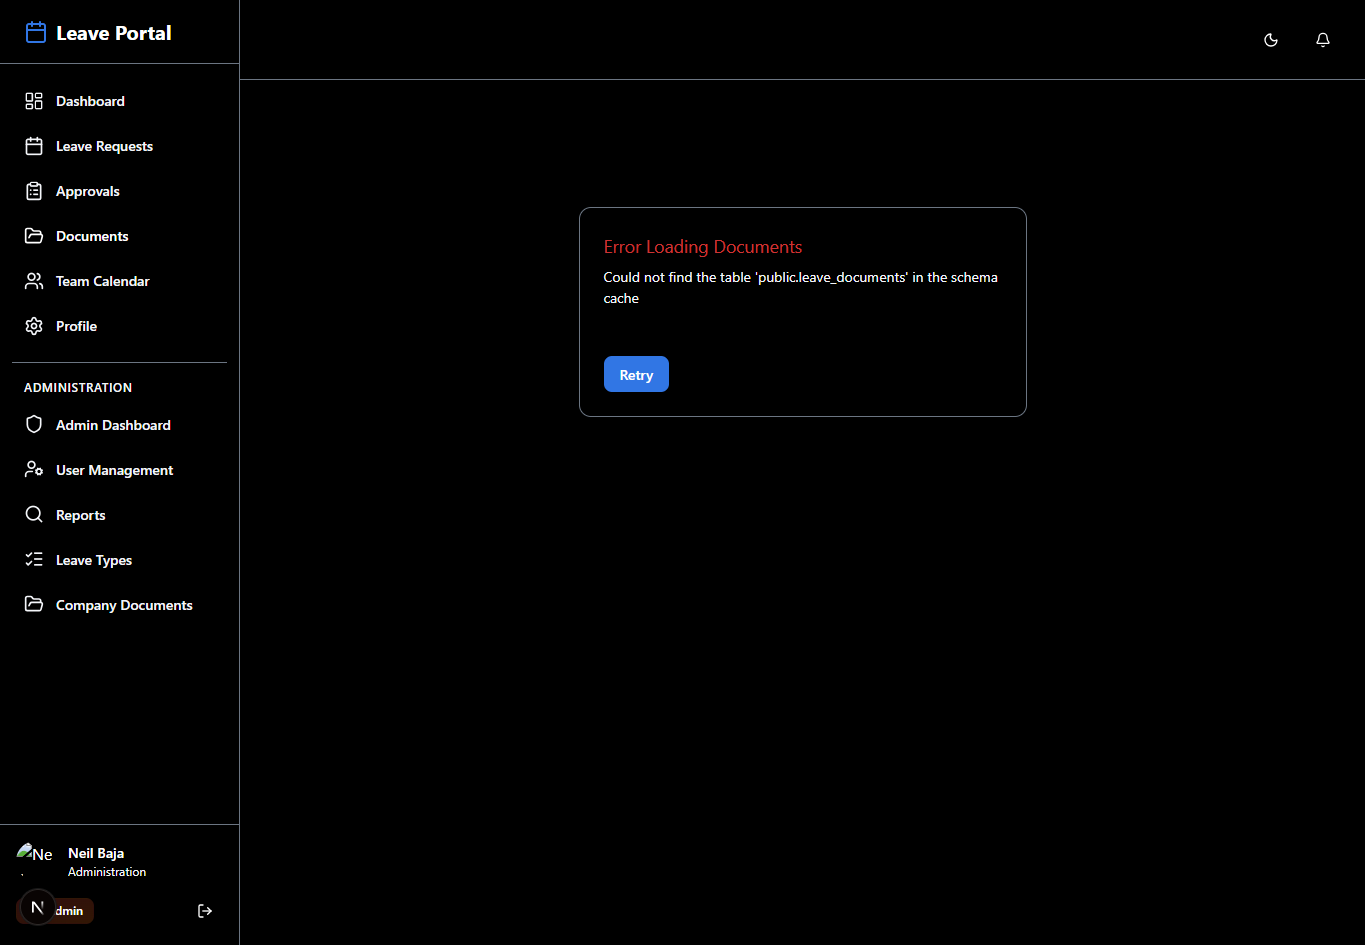 Leave Portal
Dashboard
Leave Requests
Approvals
Documents
Team Calendar
Profile
ADMINISTRATION
Admin Dashboard
User Management
Reports
Leave Types
Company Documents
Error Loading Documents
Could not find the table 'public.leave_documents' in the schema
cache
Retry
Ne
Neil Baja
Administration
N
dmin